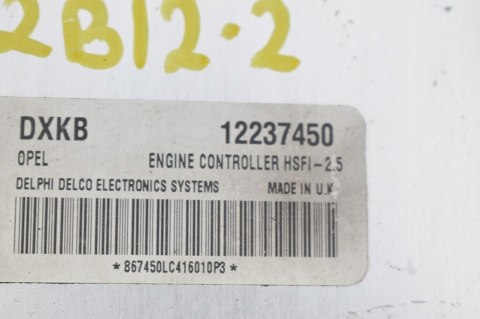 2B12-2
DXKB 12237450
OPEL ENGINE CONTROLLER HSFI-2.5
DELPHI DELCO ELECTRONICS SYSTEMS MADE IN U.K
*867450LC416010P3*